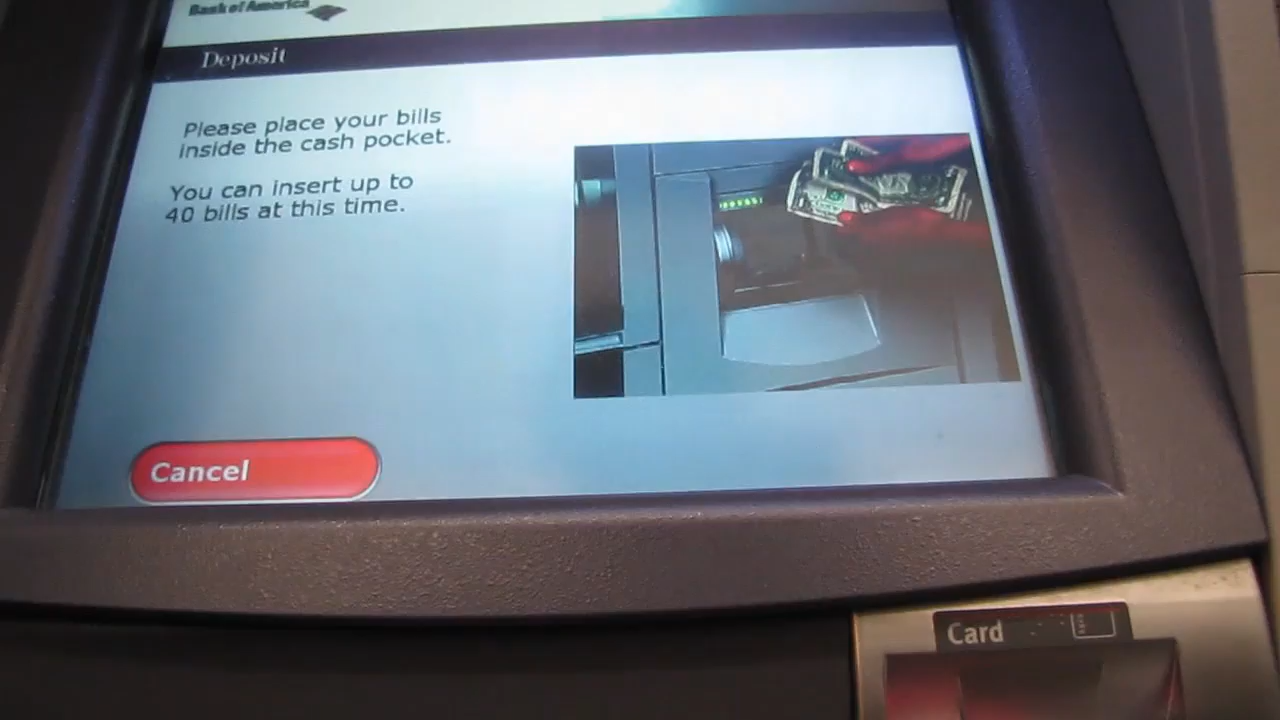 Bank of America
Deposit
Please place your bills
inside the cash pocket.
You can insert up to
40 bills at this time.
Cancel
Card